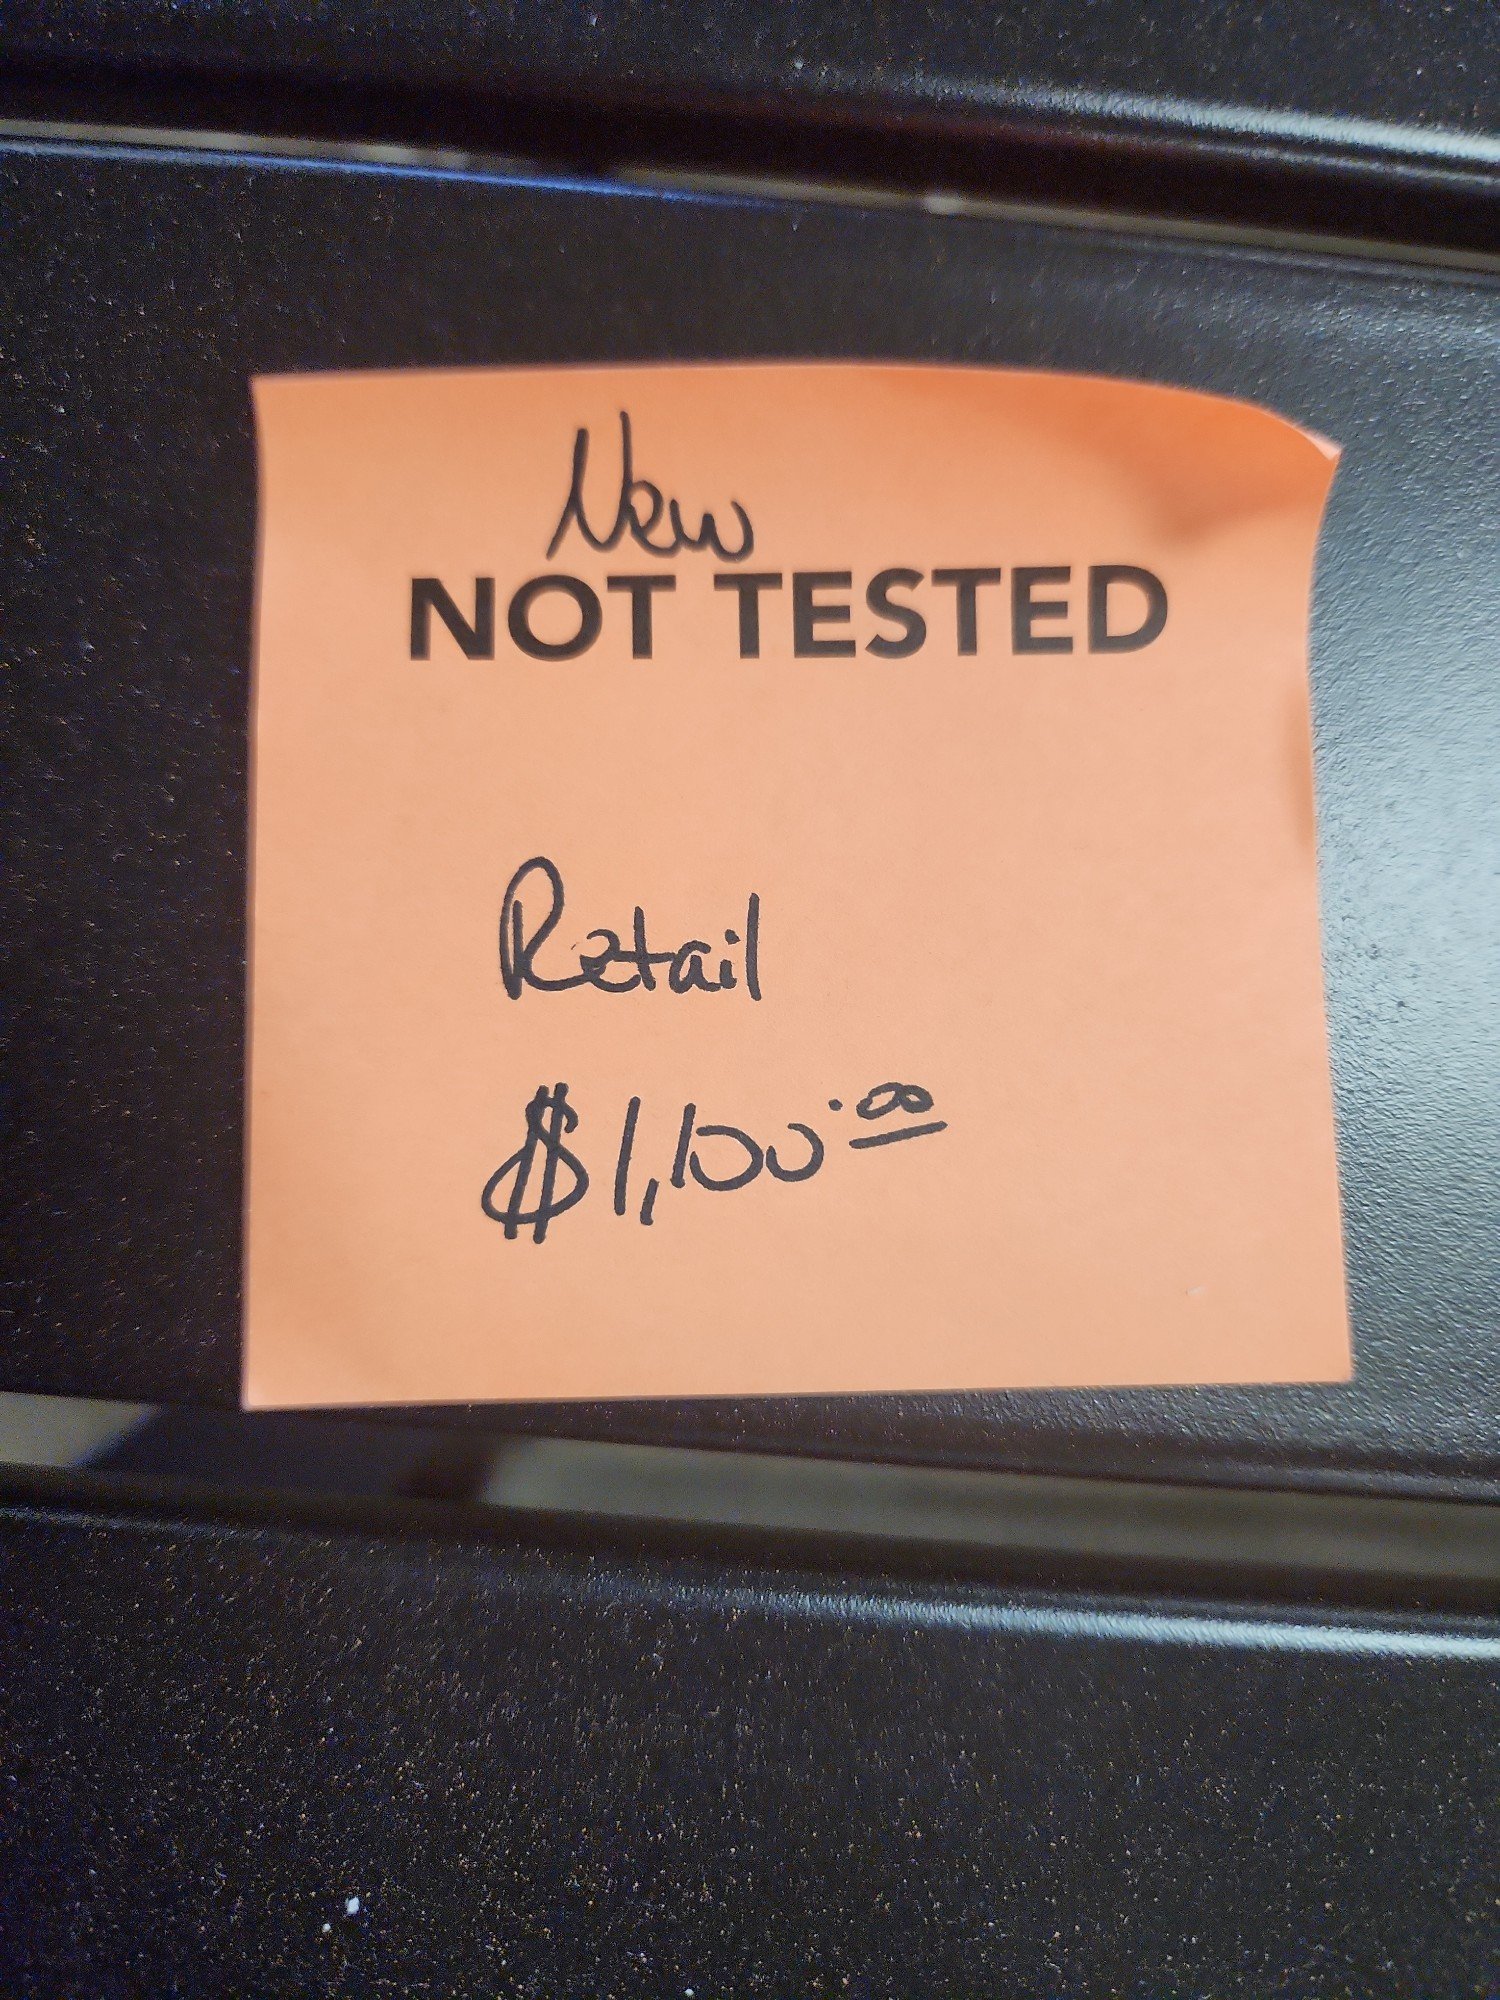 New
NOT TESTED
Retail
$1,100.00